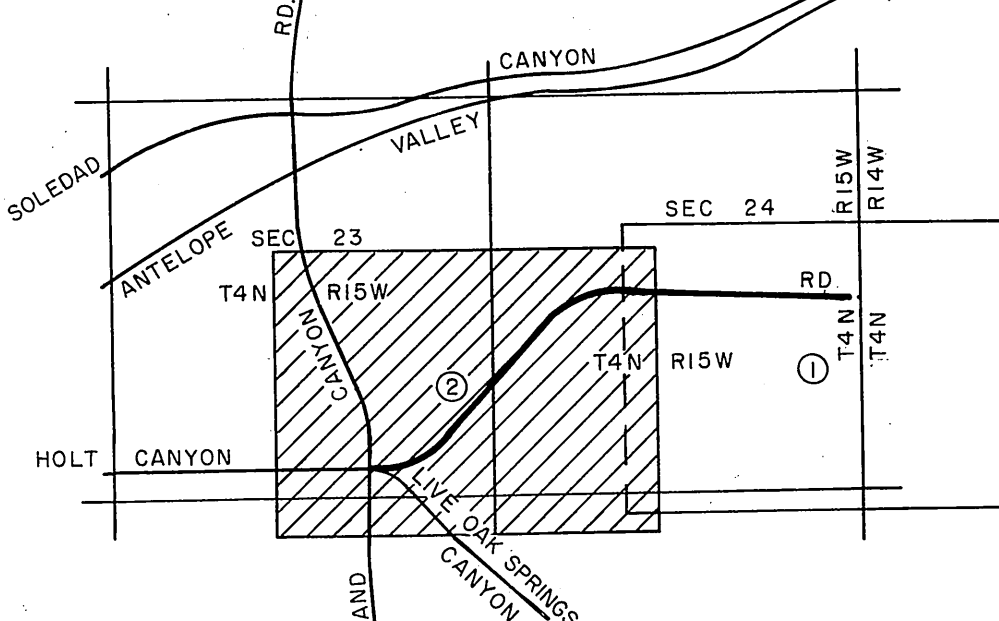 RD.
CANYON
VALLEY
SOLEDAD
ANTELOPE
R15W
R14W
SEC 24
SEC 23
T4N R15W
CANYON
RD.
T4N
T4N
T4N R15W
1
2
HOLT CANYON
LIVE OAK SPRINGS
CANYON
AND